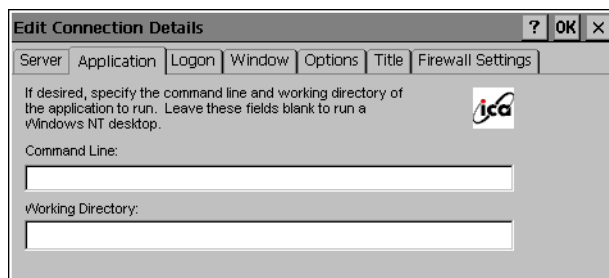 Edit Connection Details ? OK ×
Server Application Logon Window Options Title Firewall Settings
If desired, specify the command line and working directory of
the application to run. Leave these fields blank to run a
Windows NT desktop.
ica
Command Line:
Working Directory: